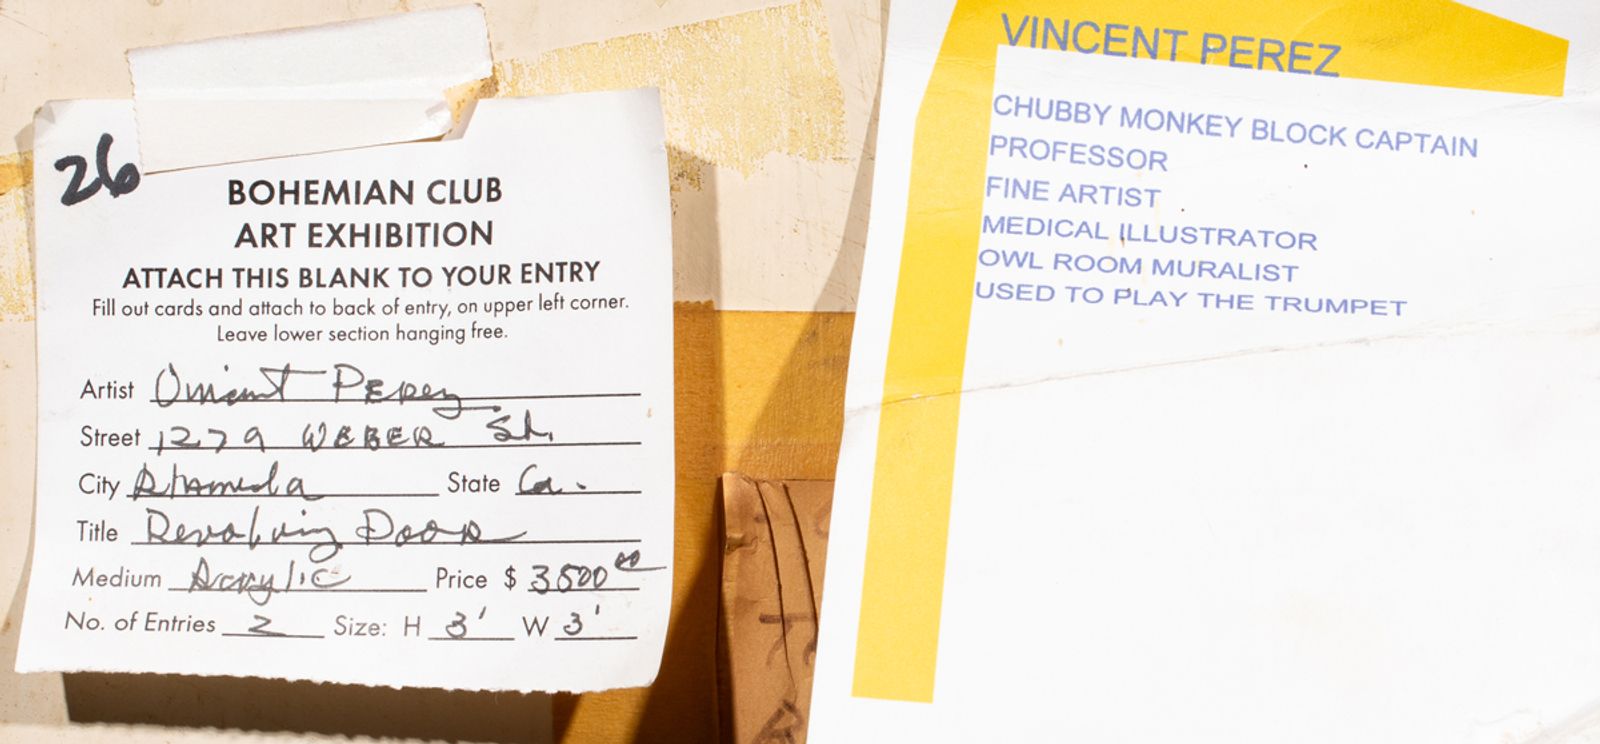 26
BOHEMIAN CLUB
ART EXHIBITION
ATTACH THIS BLANK TO YOUR ENTRY
Fill out cards and attach to back of entry, on upper left corner.
Leave lower section hanging free.
Artist Vincent Perez
Street 1279 WEBER St.
City Alameda State Ca.
Title Revolving Door
Medium Acrylic Price $ 3500 00
No. of Entries 2 Size: H 3' W 3'
VINCENT PEREZ
CHUBBY MONKEY BLOCK CAPTAIN
PROFESSOR
FINE ARTIST
MEDICAL ILLUSTRATOR
OWL ROOM MURALIST
USED TO PLAY THE TRUMPET